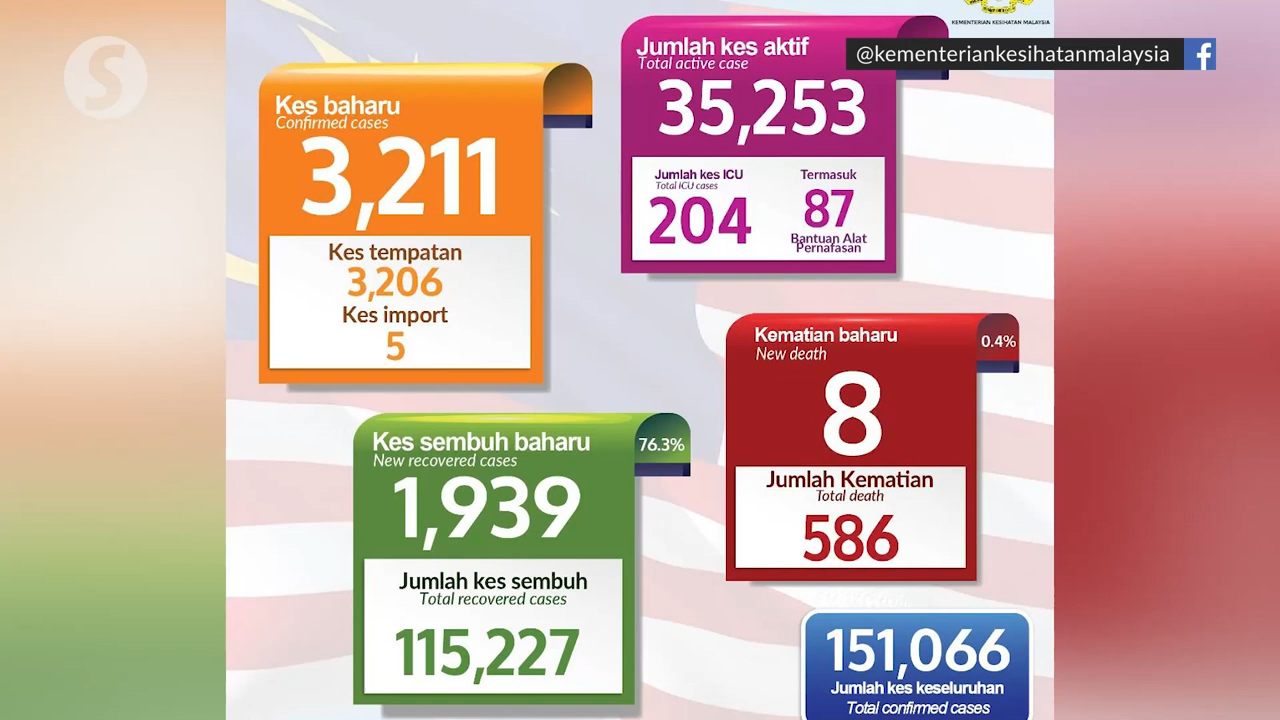 KEMENTERIAN KESIHATAN MALAYSIA
@kementeriankesihatanmalaysia
S
Kes baharu
Confirmed cases
3,211
Kes tempatan
3,206
Kes import
5
Jumlah kes aktif
Total active case
35,253
Jumlah kes ICU
Total ICU cases
204
Termasuk
87
Bantuan Alat
Pernafasan
Kematian baharu
New death
0.4%
8
Jumlah Kematian
Total death
586
Kes sembuh baharu
New recovered cases
76.3%
1,939
Jumlah kes sembuh
Total recovered cases
115,227
151,066
Jumlah kes keseluruhan
Total confirmed cases